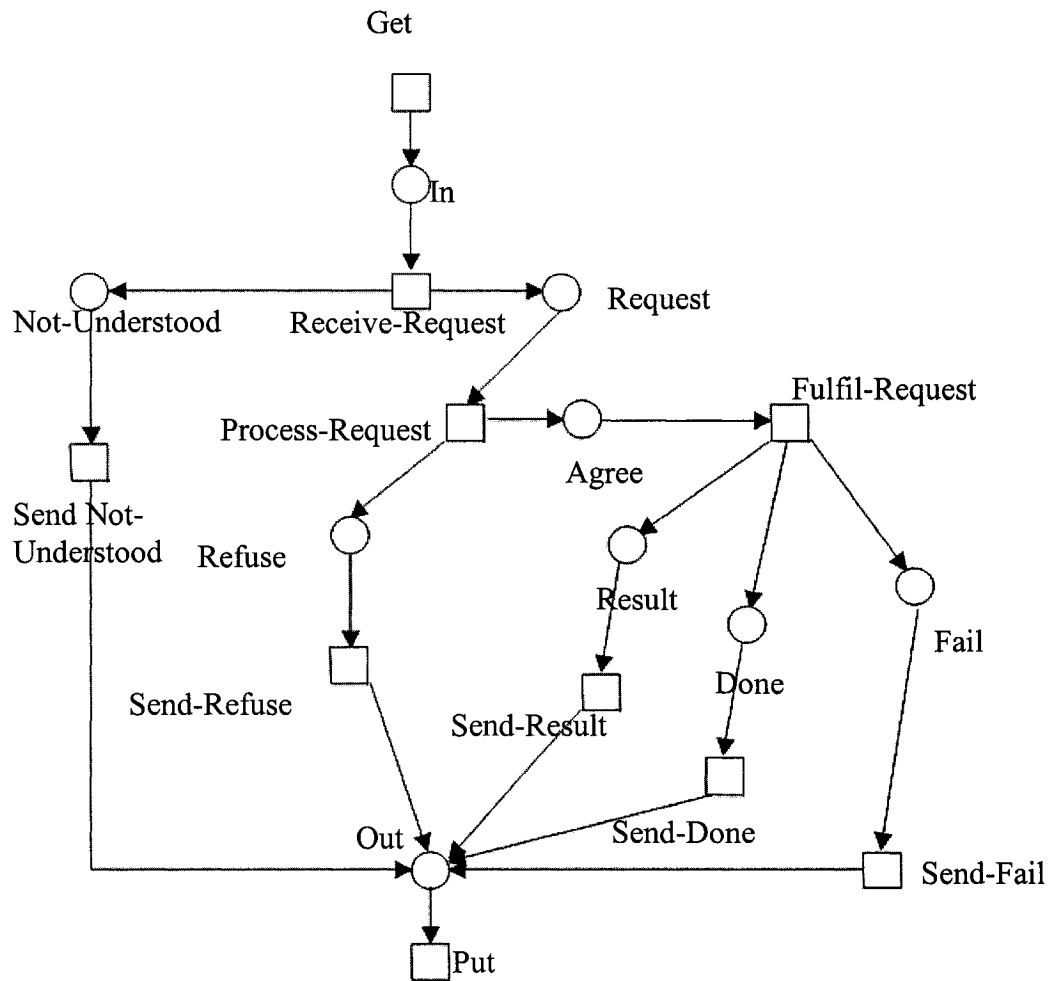 Get
In
Not-Understood
Receive-Request
Request
Fulfil-Request
Process-Request
Agree
Send Not-
Understood
Refuse
Result
Fail
Done
Send-Refuse
Send-Result
Out
Send-Done
Send-Fail
Put